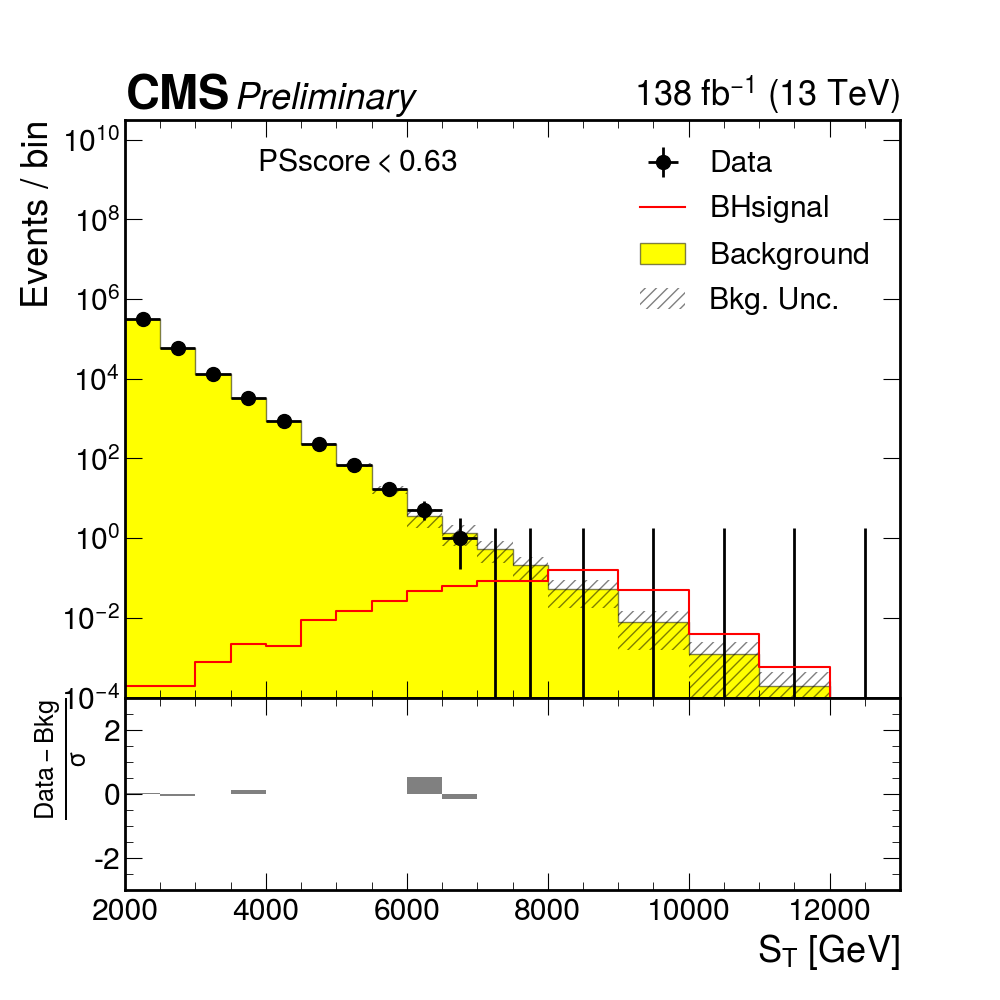 CMS Preliminary 138 fb⁻¹ (13 TeV)
Events / bin
10¹⁰
10⁸
10⁶
10⁴
10²
10⁰
10⁻²
10⁻⁴
PSscore < 0.63
Data
BHsignal
Background
Bkg. Unc.
Data − Bkg
σ
2
0
-2
2000 4000 6000 8000 10000 12000
S_T [GeV]